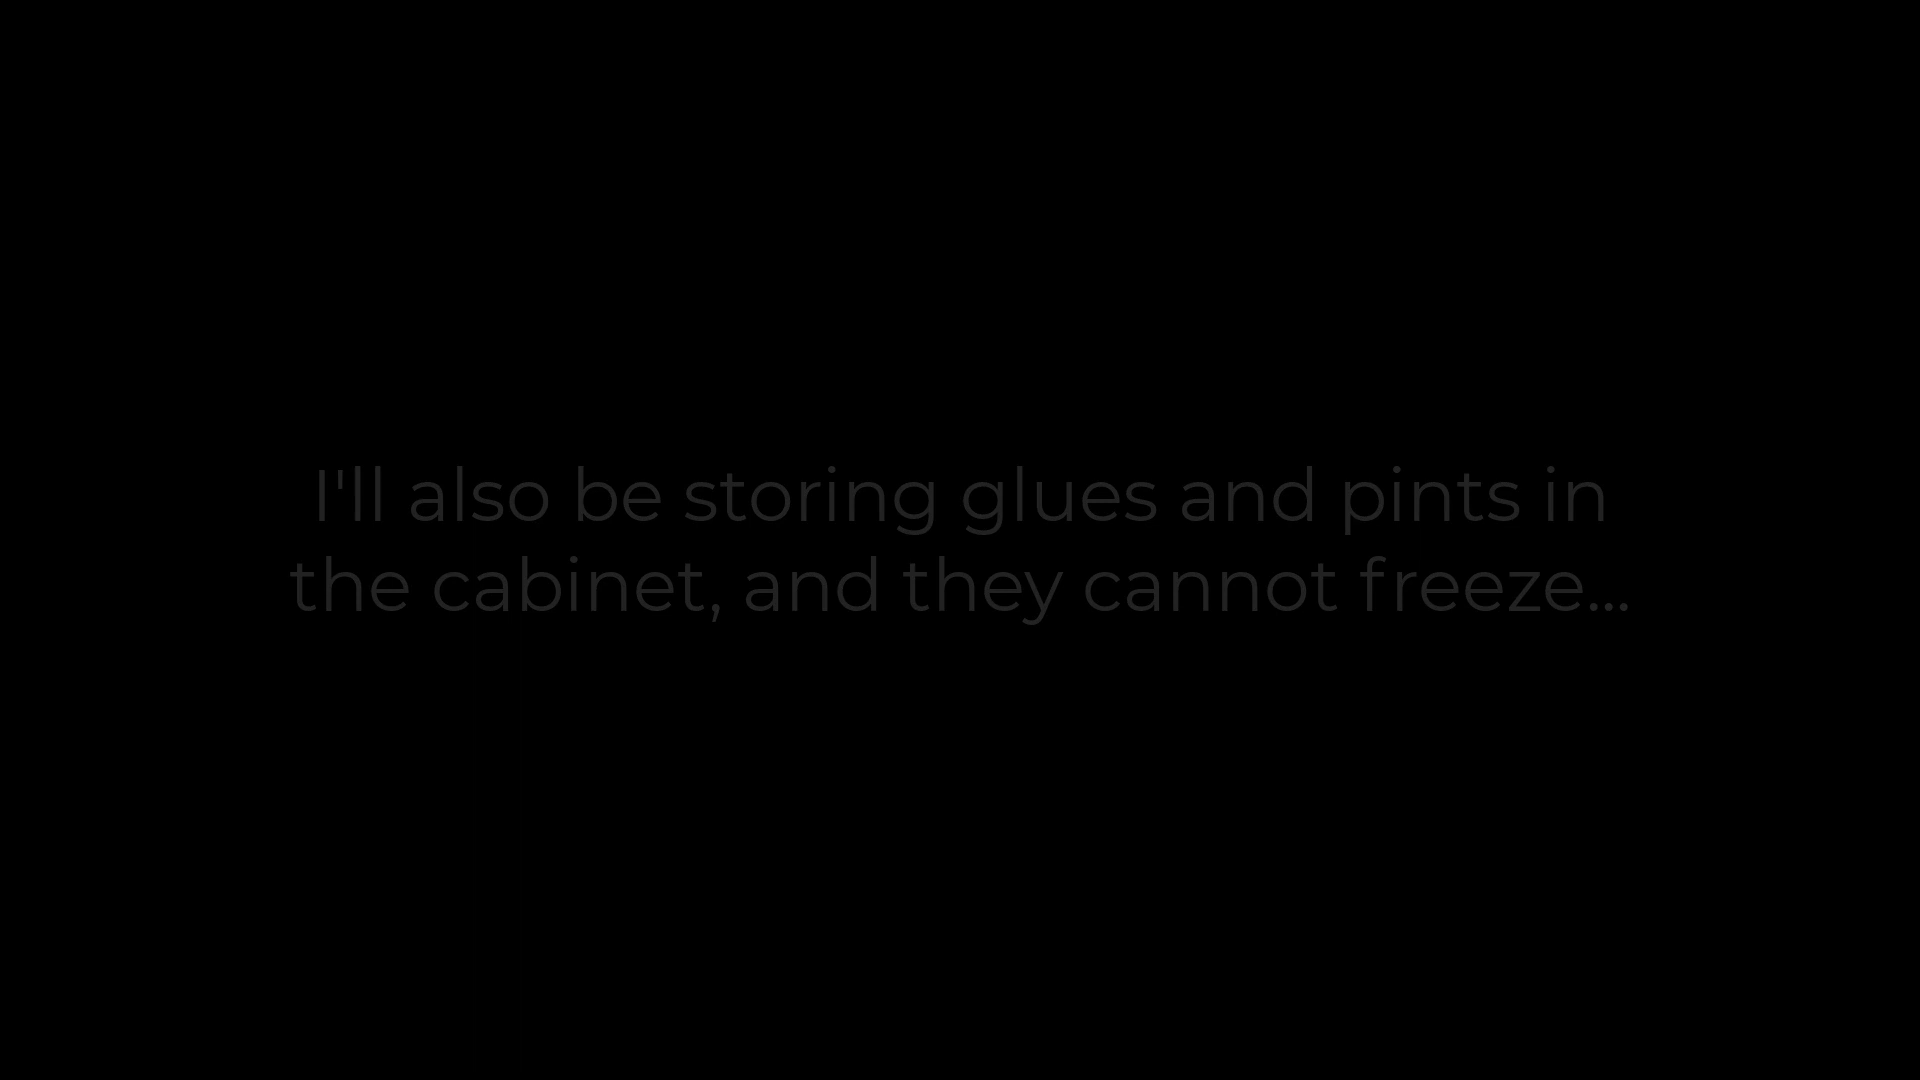 I'll also be storing glues and pints in
the cabinet, and they cannot freeze...